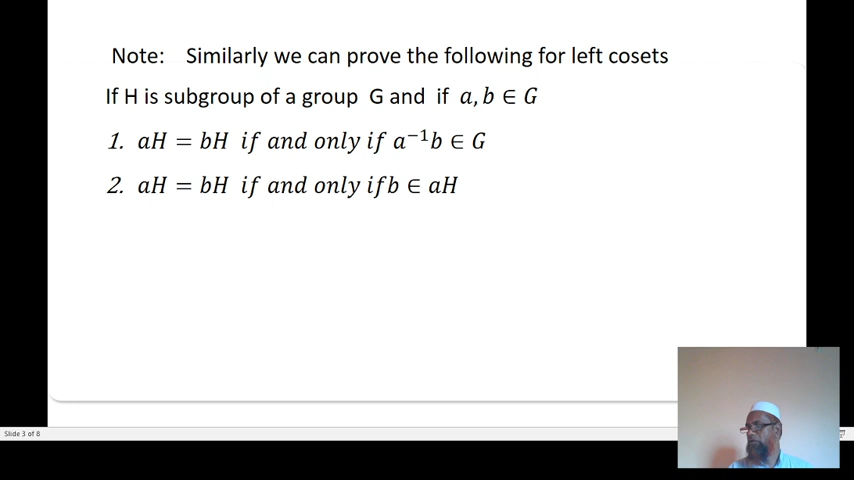 Note: Similarly we can prove the following for left cosets
If H is subgroup of a group G and if a, b ∈ G
1. aH = bH if and only if a⁻¹b ∈ G
2. aH = bH if and only ifb ∈ aH
Slide 3 of 8